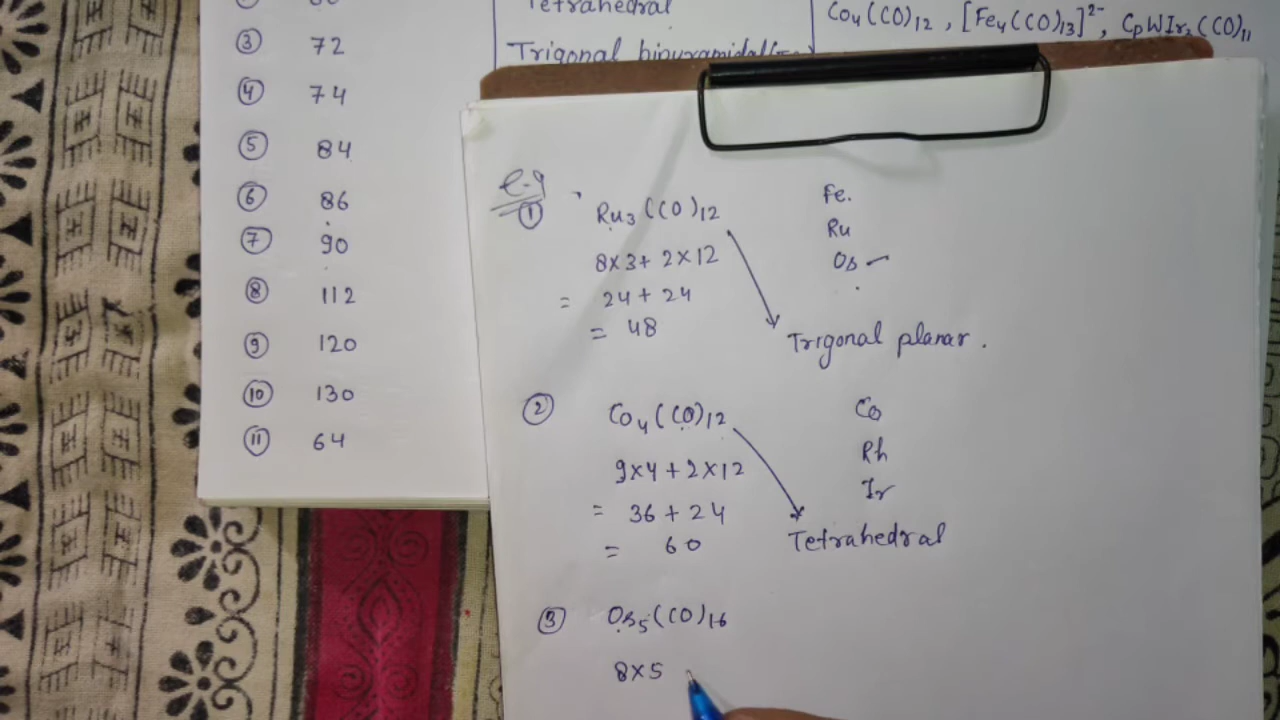 Tetrahedral
Co4(CO)12, [Fe4(CO)13]2-, CpWIr3(CO)11
③ 72 Trigonal bipyramidal
④ 74
⑤ 84
⑥ 86
⑦ 90
⑧ 112
⑨ 120
⑩ 130
⑪ 64
e.g
① Ru3(CO)12
8×3+2×12
= 24+24
= 48
Fe.
Ru
Os
Trigonal planar.
② Co4(CO)12
9×4+2×12
= 36+24
= 60
Co
Rh
Ir
Tetrahedral
③ Os5(CO)16
8×5